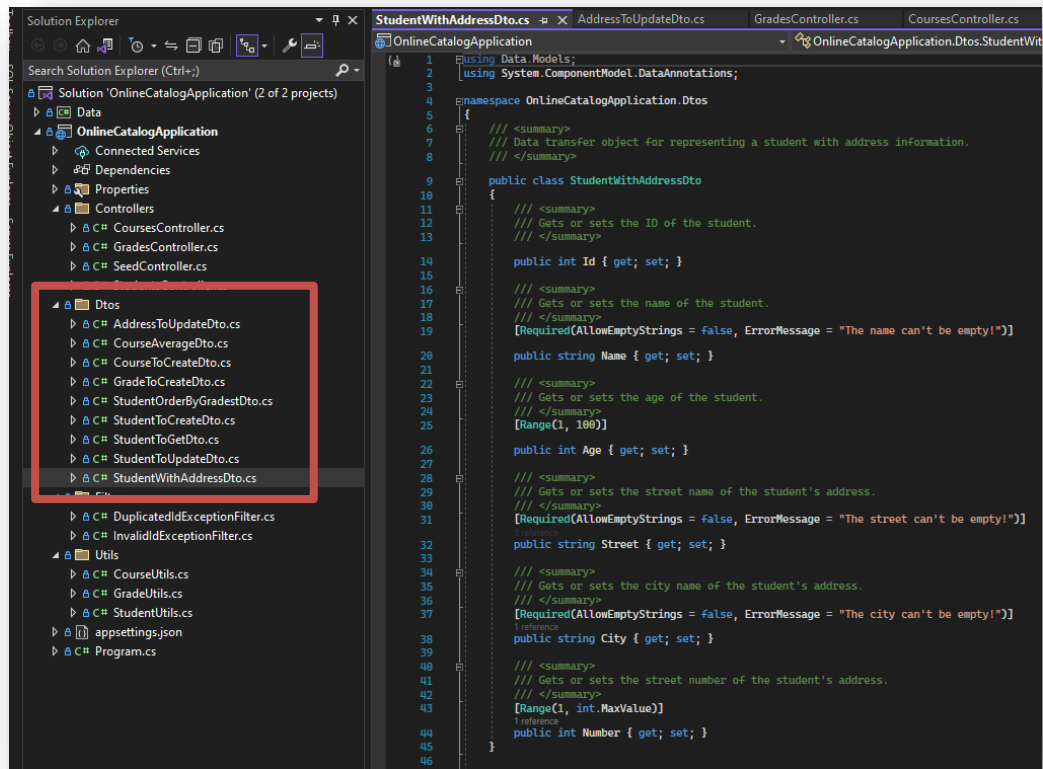 Solution Explorer
Search Solution Explorer (Ctrl+;)
Solution 'OnlineCatalogApplication' (2 of 2 projects)
Data
OnlineCatalogApplication
Connected Services
Dependencies
Properties
Controllers
CoursesController.cs
GradesController.cs
SeedController.cs
Dtos
AddressToUpdateDto.cs
CourseAverageDto.cs
CourseToCreateDto.cs
GradeToCreateDto.cs
StudentOrderByGradestDto.cs
StudentToCreateDto.cs
StudentToGetDto.cs
StudentToUpdateDto.cs
StudentWithAddressDto.cs
DuplicatedIdExceptionFilter.cs
InvalidIdExceptionFilter.cs
Utils
CourseUtils.cs
GradeUtils.cs
StudentUtils.cs
appsettings.json
Program.cs
StudentWithAddressDto.cs AddressToUpdateDto.cs GradesController.cs CoursesController.cs
OnlineCatalogApplication OnlineCatalogApplication.Dtos.StudentWit
1 using Data.Models;
2 using System.ComponentModel.DataAnnotations;
3
4 namespace OnlineCatalogApplication.Dtos
5 {
6 /// <summary>
7 /// Data transfer object for representing a student with address information.
8 /// </summary>
9 public class StudentWithAddressDto
10 {
11 /// <summary>
12 /// Gets or sets the ID of the student.
13 /// </summary>
14 public int Id { get; set; }
15
16 /// <summary>
17 /// Gets or sets the name of the student.
18 /// </summary>
19 [Required(AllowEmptyStrings = false, ErrorMessage = "The name can't be empty!")]
20 public string Name { get; set; }
21
22 /// <summary>
23 /// Gets or sets the age of the student.
24 /// </summary>
25 [Range(1, 100)]
26 public int Age { get; set; }
27
28 /// <summary>
29 /// Gets or sets the street name of the student's address.
30 /// </summary>
31 [Required(AllowEmptyStrings = false, ErrorMessage = "The street can't be empty!")]
1 reference
32 public string Street { get; set; }
33
34 /// <summary>
35 /// Gets or sets the city name of the student's address.
36 /// </summary>
37 [Required(AllowEmptyStrings = false, ErrorMessage = "The city can't be empty!")]
1 reference
38 public string City { get; set; }
39
40 /// <summary>
41 /// Gets or sets the street number of the student's address.
42 /// </summary>
43 [Range(1, int.MaxValue)]
1 reference
44 public int Number { get; set; }
45 }
46